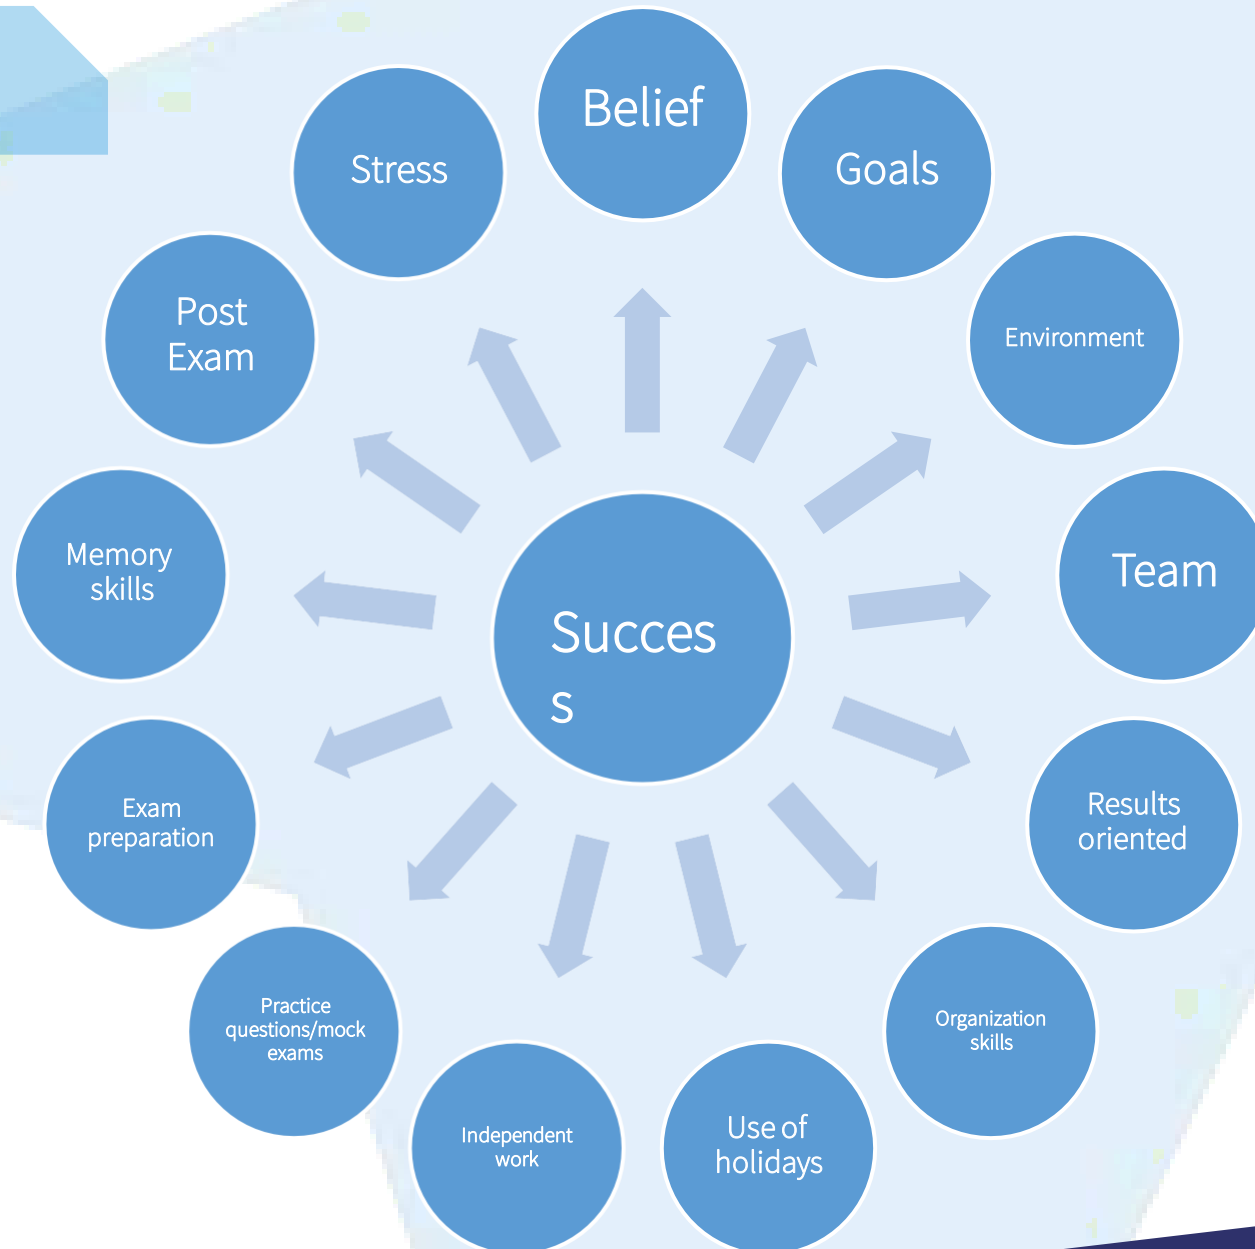 Belief
Goals
Environment
Team
Results
oriented
Organization
skills
Use of
holidays
Independent
work
Practice
questions/mock
exams
Exam
preparation
Memory
skills
Post
Exam
Stress
Succes
s